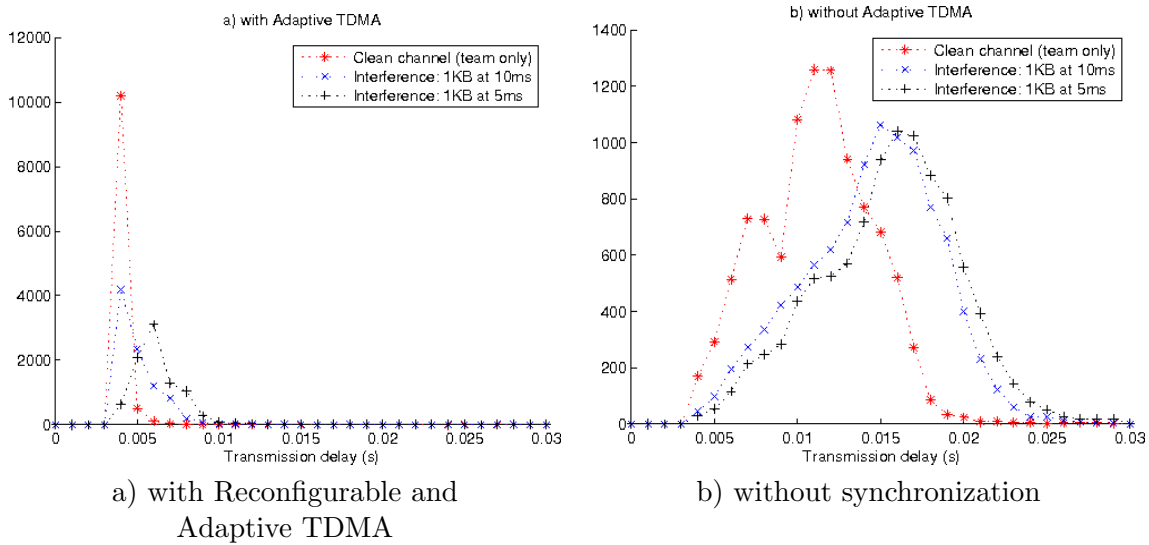 a) with Adaptive TDMA
12000
10000
8000
6000
4000
2000
0
Clean channel (team only)
Interference: 1KB at 10ms
Interference: 1KB at 5ms
0 0.005 0.01 0.015 0.02 0.025 0.03
Transmission delay (s)
b) without Adaptive TDMA
1400
1200
1000
800
600
400
200
0
Clean channel (team only)
Interference: 1KB at 10ms
Interference: 1KB at 5ms
0 0.005 0.01 0.015 0.02 0.025 0.03
Transmission delay (s)
a) with Reconfigurable and
Adaptive TDMA
b) without synchronization